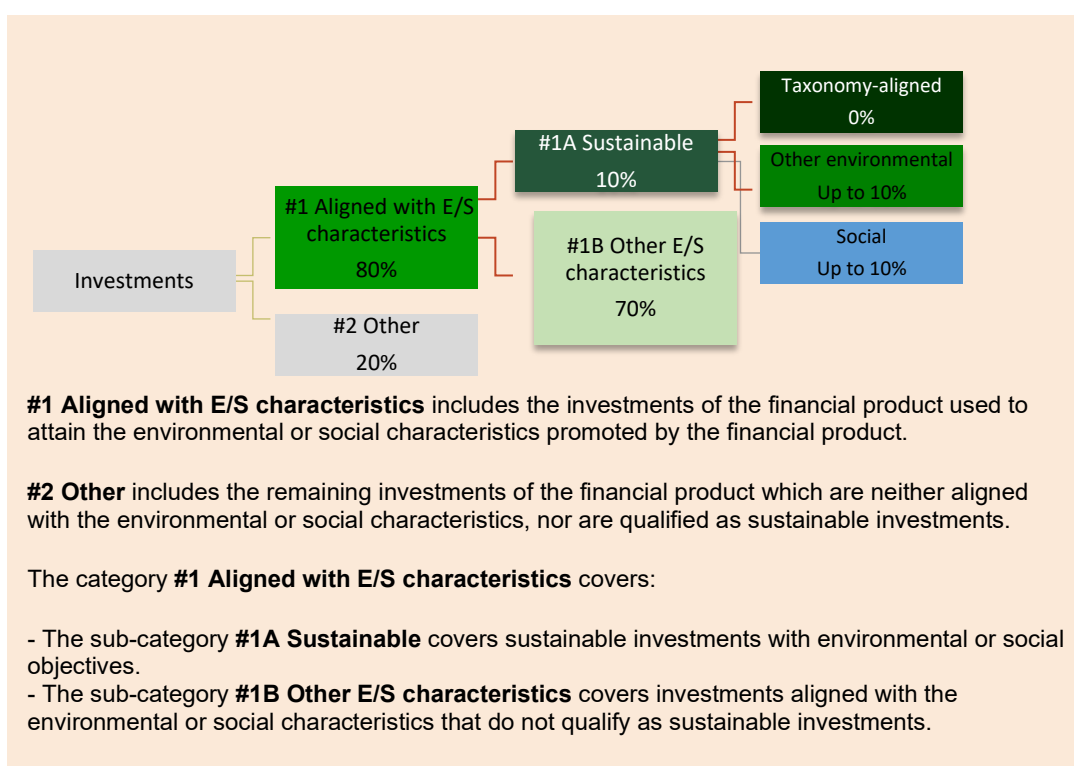 Taxonomy-aligned
0%
#1A Sustainable
10%
Other environmental
Up to 10%
#1 Aligned with E/S
characteristics
80%
#1B Other E/S
characteristics
70%
Social
Up to 10%
Investments
#2 Other
20%
#1 Aligned with E/S characteristics includes the investments of the financial product used to
attain the environmental or social characteristics promoted by the financial product.
#2 Other includes the remaining investments of the financial product which are neither aligned
with the environmental or social characteristics, nor are qualified as sustainable investments.
The category #1 Aligned with E/S characteristics covers:
- The sub-category #1A Sustainable covers sustainable investments with environmental or social
objectives.
- The sub-category #1B Other E/S characteristics covers investments aligned with the
environmental or social characteristics that do not qualify as sustainable investments.